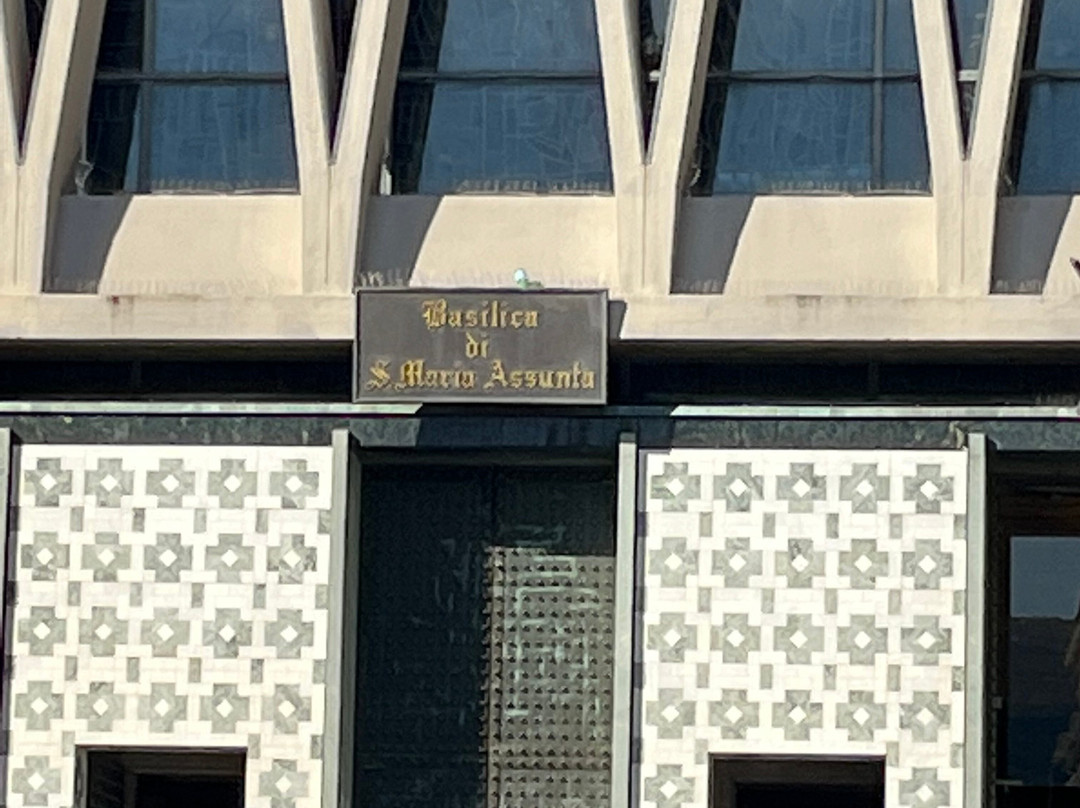 Basilica
di
S. Maria Assunta